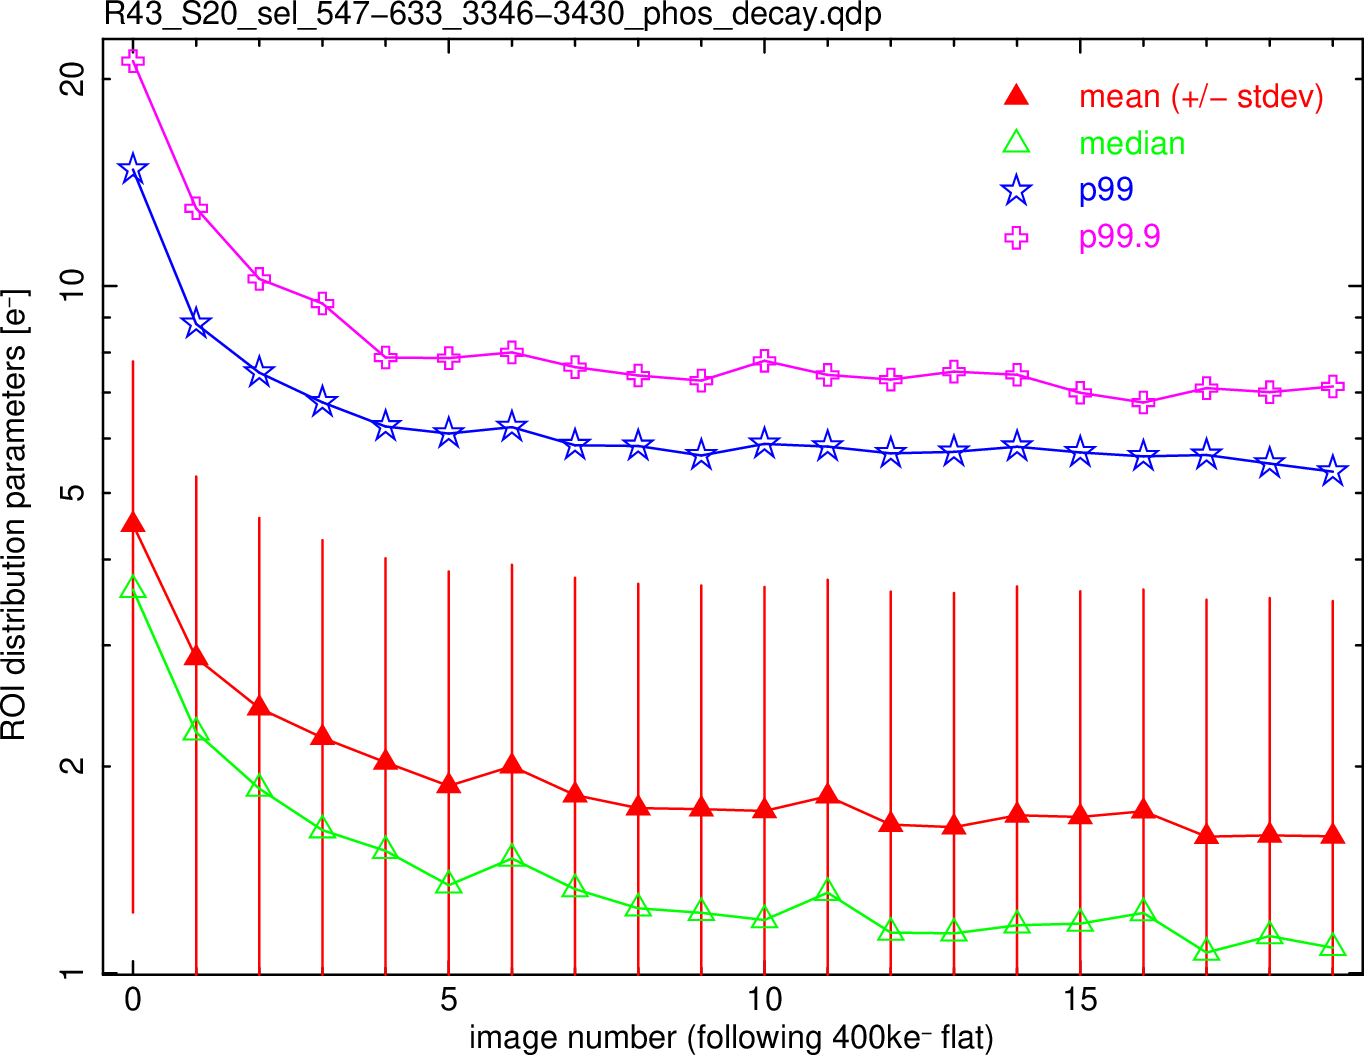 R43_S20_sel_547−633_3346−3430_phos_decay.qdp
20
10
5
2
1
ROI distribution parameters [e⁻]
mean (+/− stdev)
median
p99
p99.9
0 5 10 15
image number (following 400ke⁻ flat)